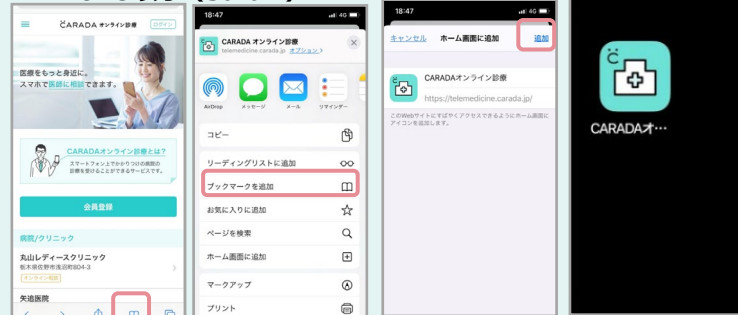 CARADA オンライン診療
ログイン
医療をもっと身近に。
スマホで医師に相談できます。
CARADAオンライン診療とは?
スマートフォン上でかかりつけの病院の
診療を受けることができるサービスです。
会員登録
病院/クリニック
丸山レディースクリニック
栃木県佐野市浅沼町804-3
オンライン相談
矢追医院
18:47
4G
CARADA オンライン診療
telemedicine.carada.jp オプション >
AirDrop
メッセージ
メール
リマインダー
コピー
リーディングリストに追加
ブックマークを追加
お気に入りに追加
ページを検索
ホーム画面に追加
マークアップ
プリント
18:47
4G
キャンセル
ホーム画面に追加
追加
CARADAオンライン診療
https://telemedicine.carada.jp/
このWebサイトにすばやくアクセスできるようにホーム画面に
アイコンを追加します。
CARADAオ…